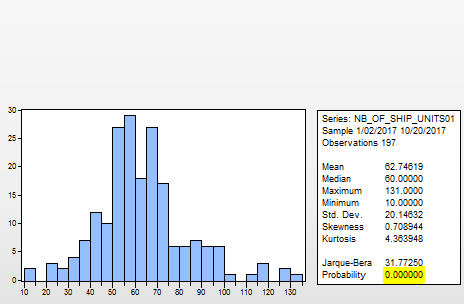 30
25
20
15
10
5
0
10 20 30 40 50 60 70 80 90 100 110 120 130
Series: NB_OF_SHIP_UNITS01
Sample 1/02/2017 10/20/2017
Observations 197
Mean 62.74619
Median 60.00000
Maximum 131.0000
Minimum 10.00000
Std. Dev. 20.14632
Skewness 0.708944
Kurtosis 4.363948
Jarque-Bera 31.77250
Probability 0.000000